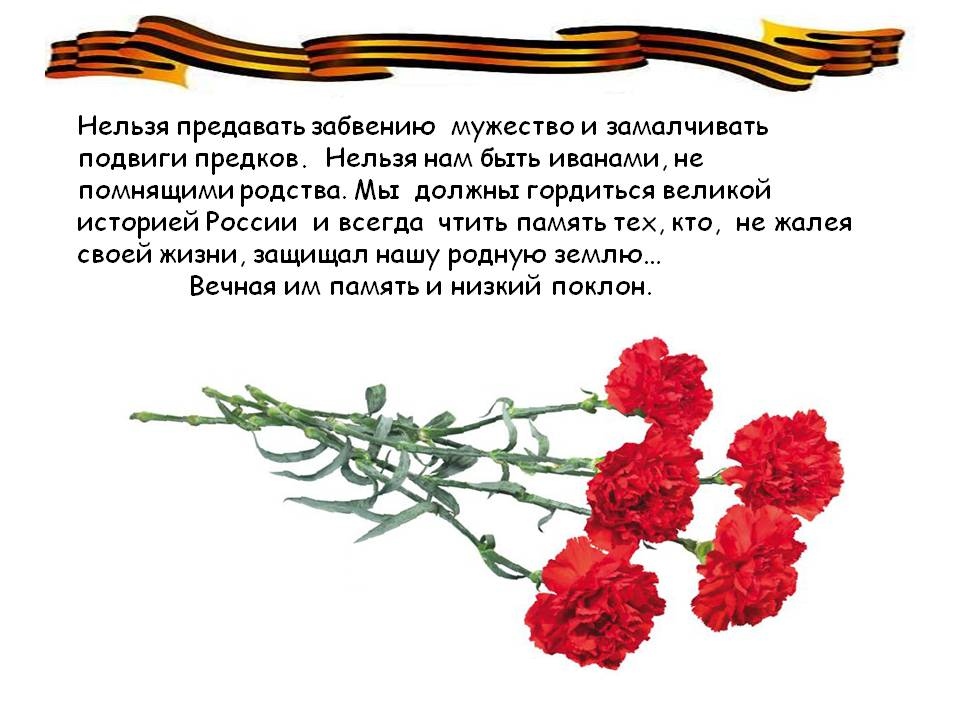 Нельзя предавать забвению мужество и замалчивать
подвиги предков. Нельзя нам быть иванами, не
помнящими родства. Мы должны гордиться великой
историей России и всегда чтить память тех, кто, не жалея
своей жизни, защищал нашу родную землю...
Вечная им память и низкий поклон.